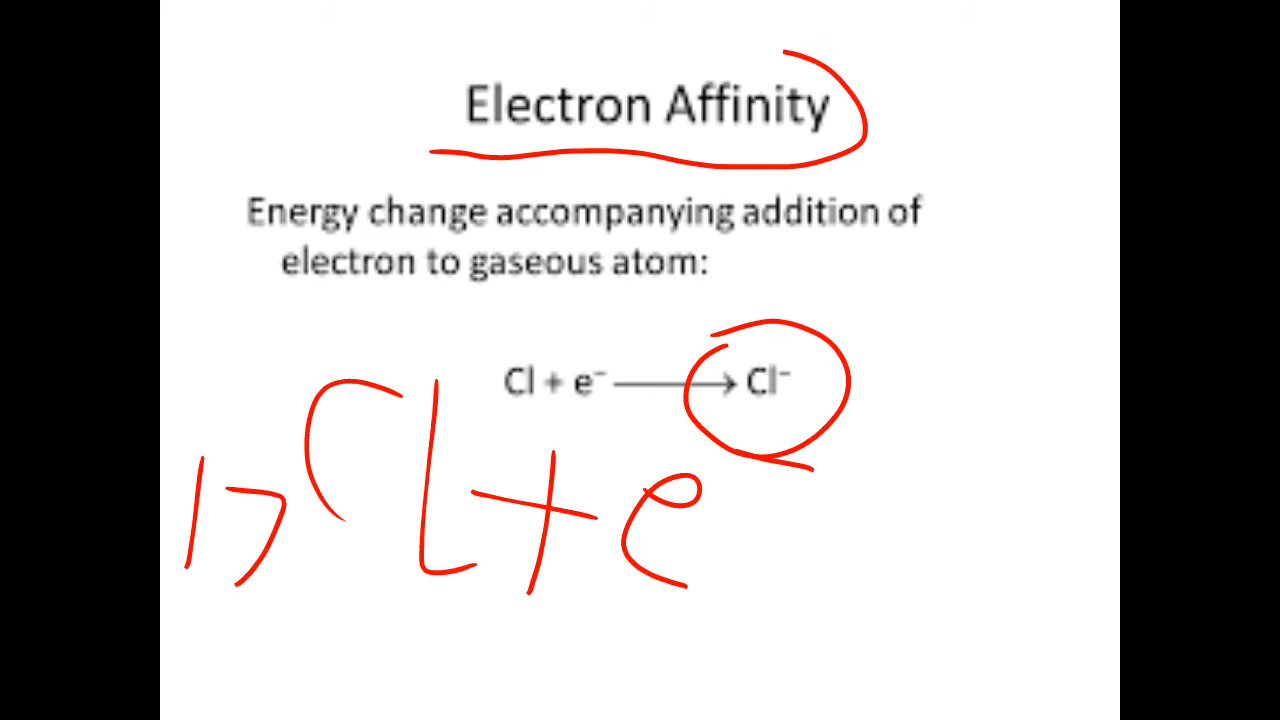 Electron Affinity
Energy change accompanying addition of
electron to gaseous atom:
Cl + e⁻ ⟶ Cl⁻
17Cl+e